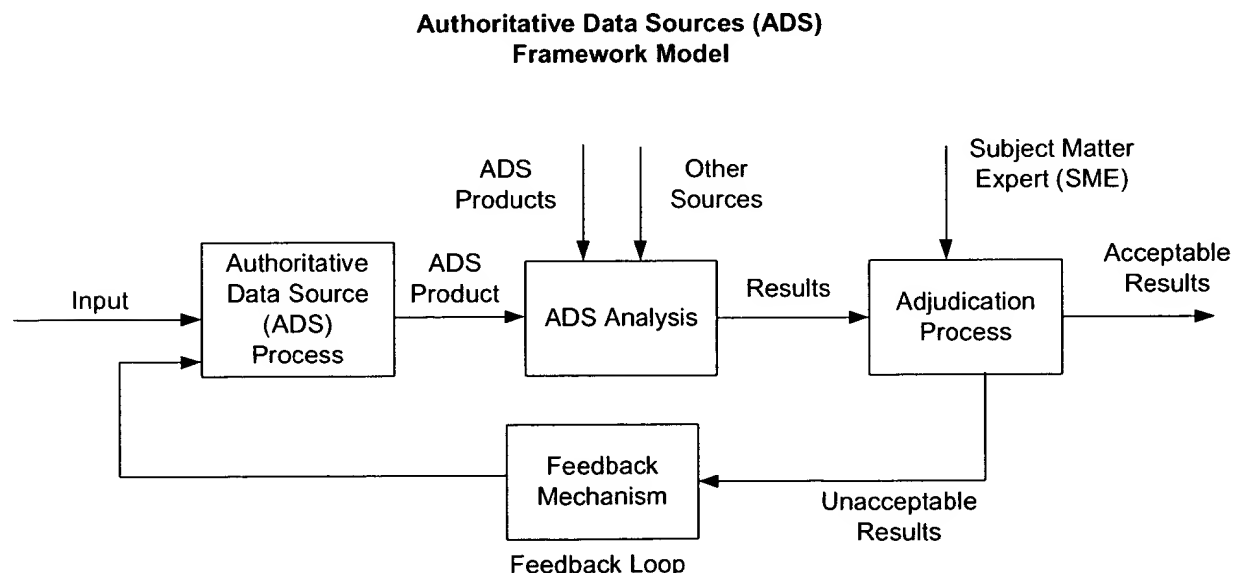 Authoritative Data Sources (ADS)
Framework Model
ADS
Products
Other
Sources
Subject Matter
Expert (SME)
Input
Authoritative
Data Source
(ADS)
Process
ADS
Product
ADS Analysis
Results
Adjudication
Process
Acceptable
Results
Feedback
Mechanism
Unacceptable
Results
Feedback Loop